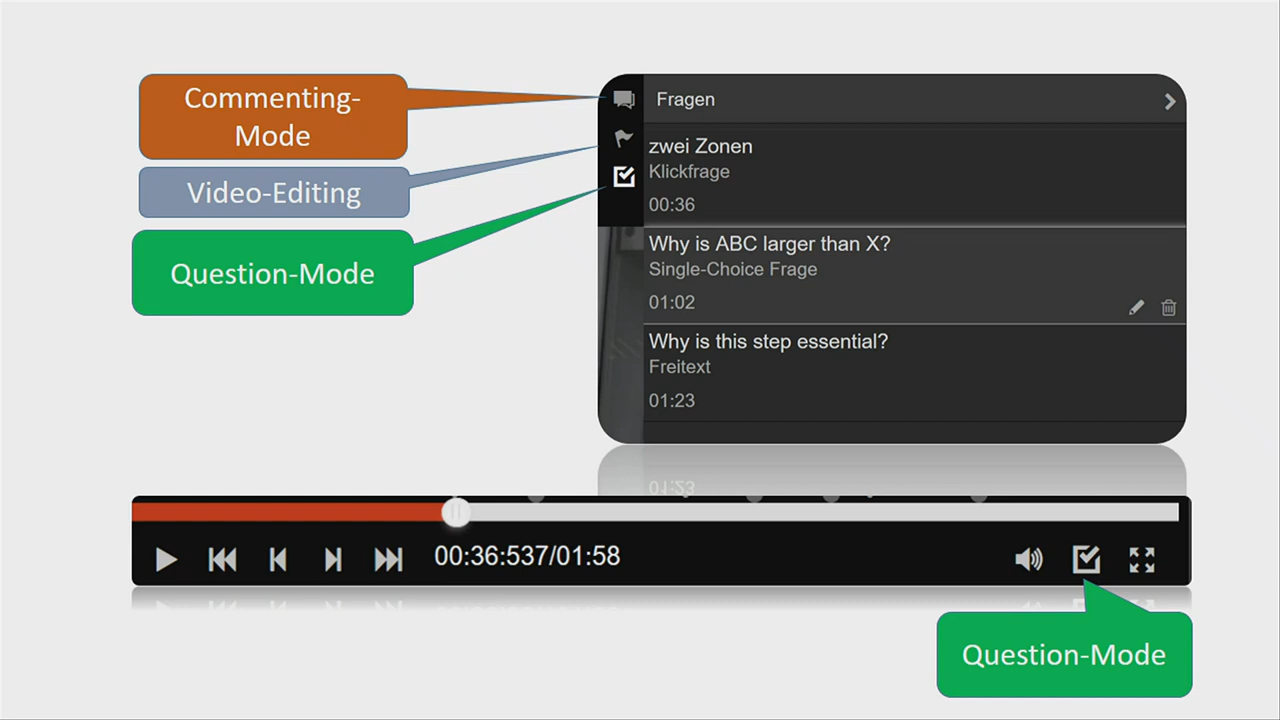 Commenting-
Mode
Video-Editing
Question-Mode
Fragen
zwei Zonen
Klickfrage
00:36
Why is ABC larger than X?
Single-Choice Frage
01:02
Why is this step essential?
Freitext
01:23
00:36:537/01:58
Question-Mode